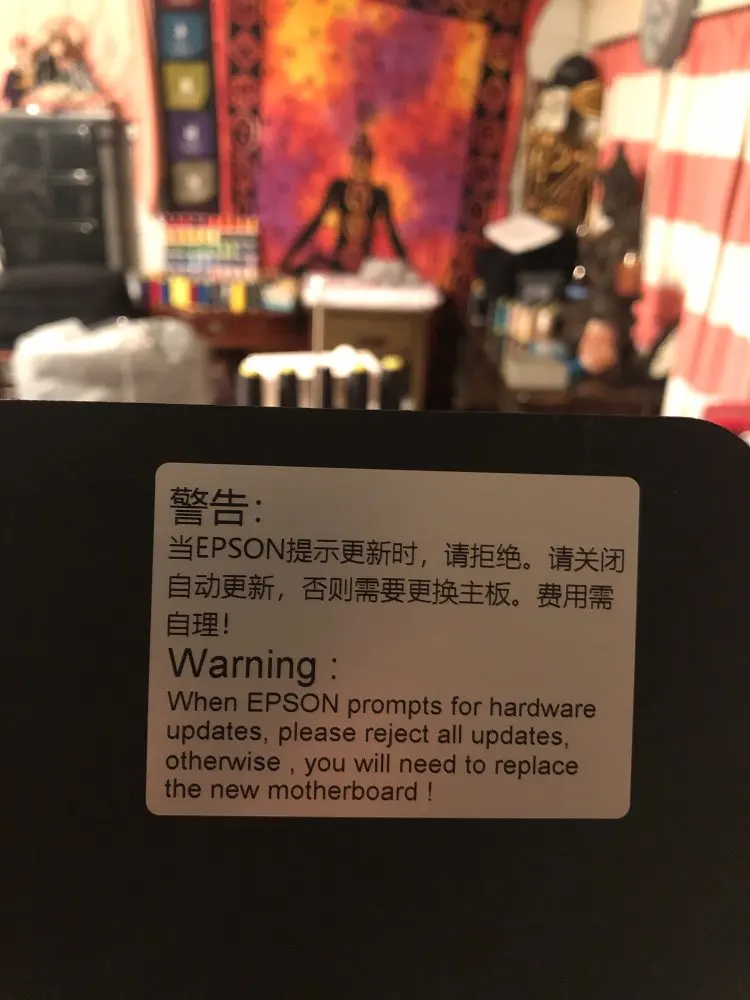 警告：
当EPSON提示更新时，请拒绝。请关闭
自动更新，否则需要更换主板。费用需
自理！
Warning :
When EPSON prompts for hardware
updates, please reject all updates,
otherwise , you will need to replace
the new motherboard !